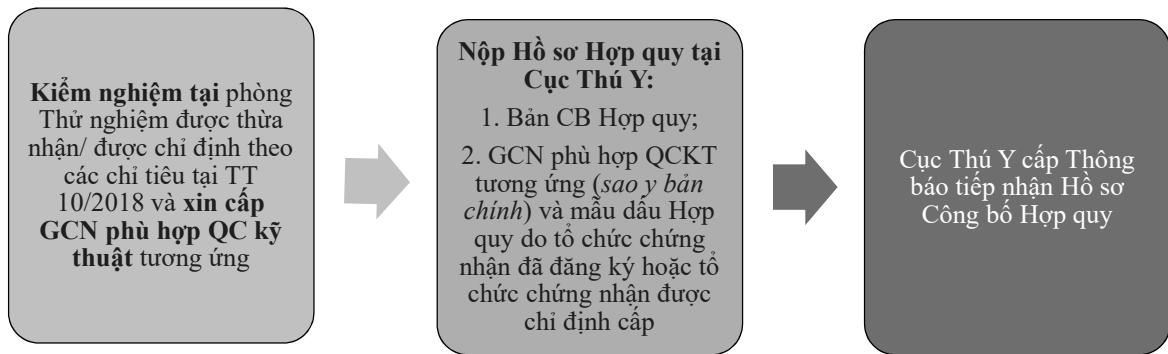 Kiểm nghiệm tại phòng
Thử nghiệm được thừa
nhận/ được chỉ định theo
các chỉ tiêu tại TT
10/2018 và xin cấp
GCN phù hợp QC kỹ
thuật tương ứng
Nộp Hồ sơ Hợp quy tại
Cục Thú Y:
1. Bản CB Hợp quy;
2. GCN phù hợp QCKT
tương ứng (sao y bản
chính) và mẫu dấu Hợp
quy do tổ chức chứng
nhận đã đăng ký hoặc tổ
chức chứng nhận được
chỉ định cấp
Cục Thú Y cấp Thông
báo tiếp nhận Hồ sơ
Công bố Hợp quy